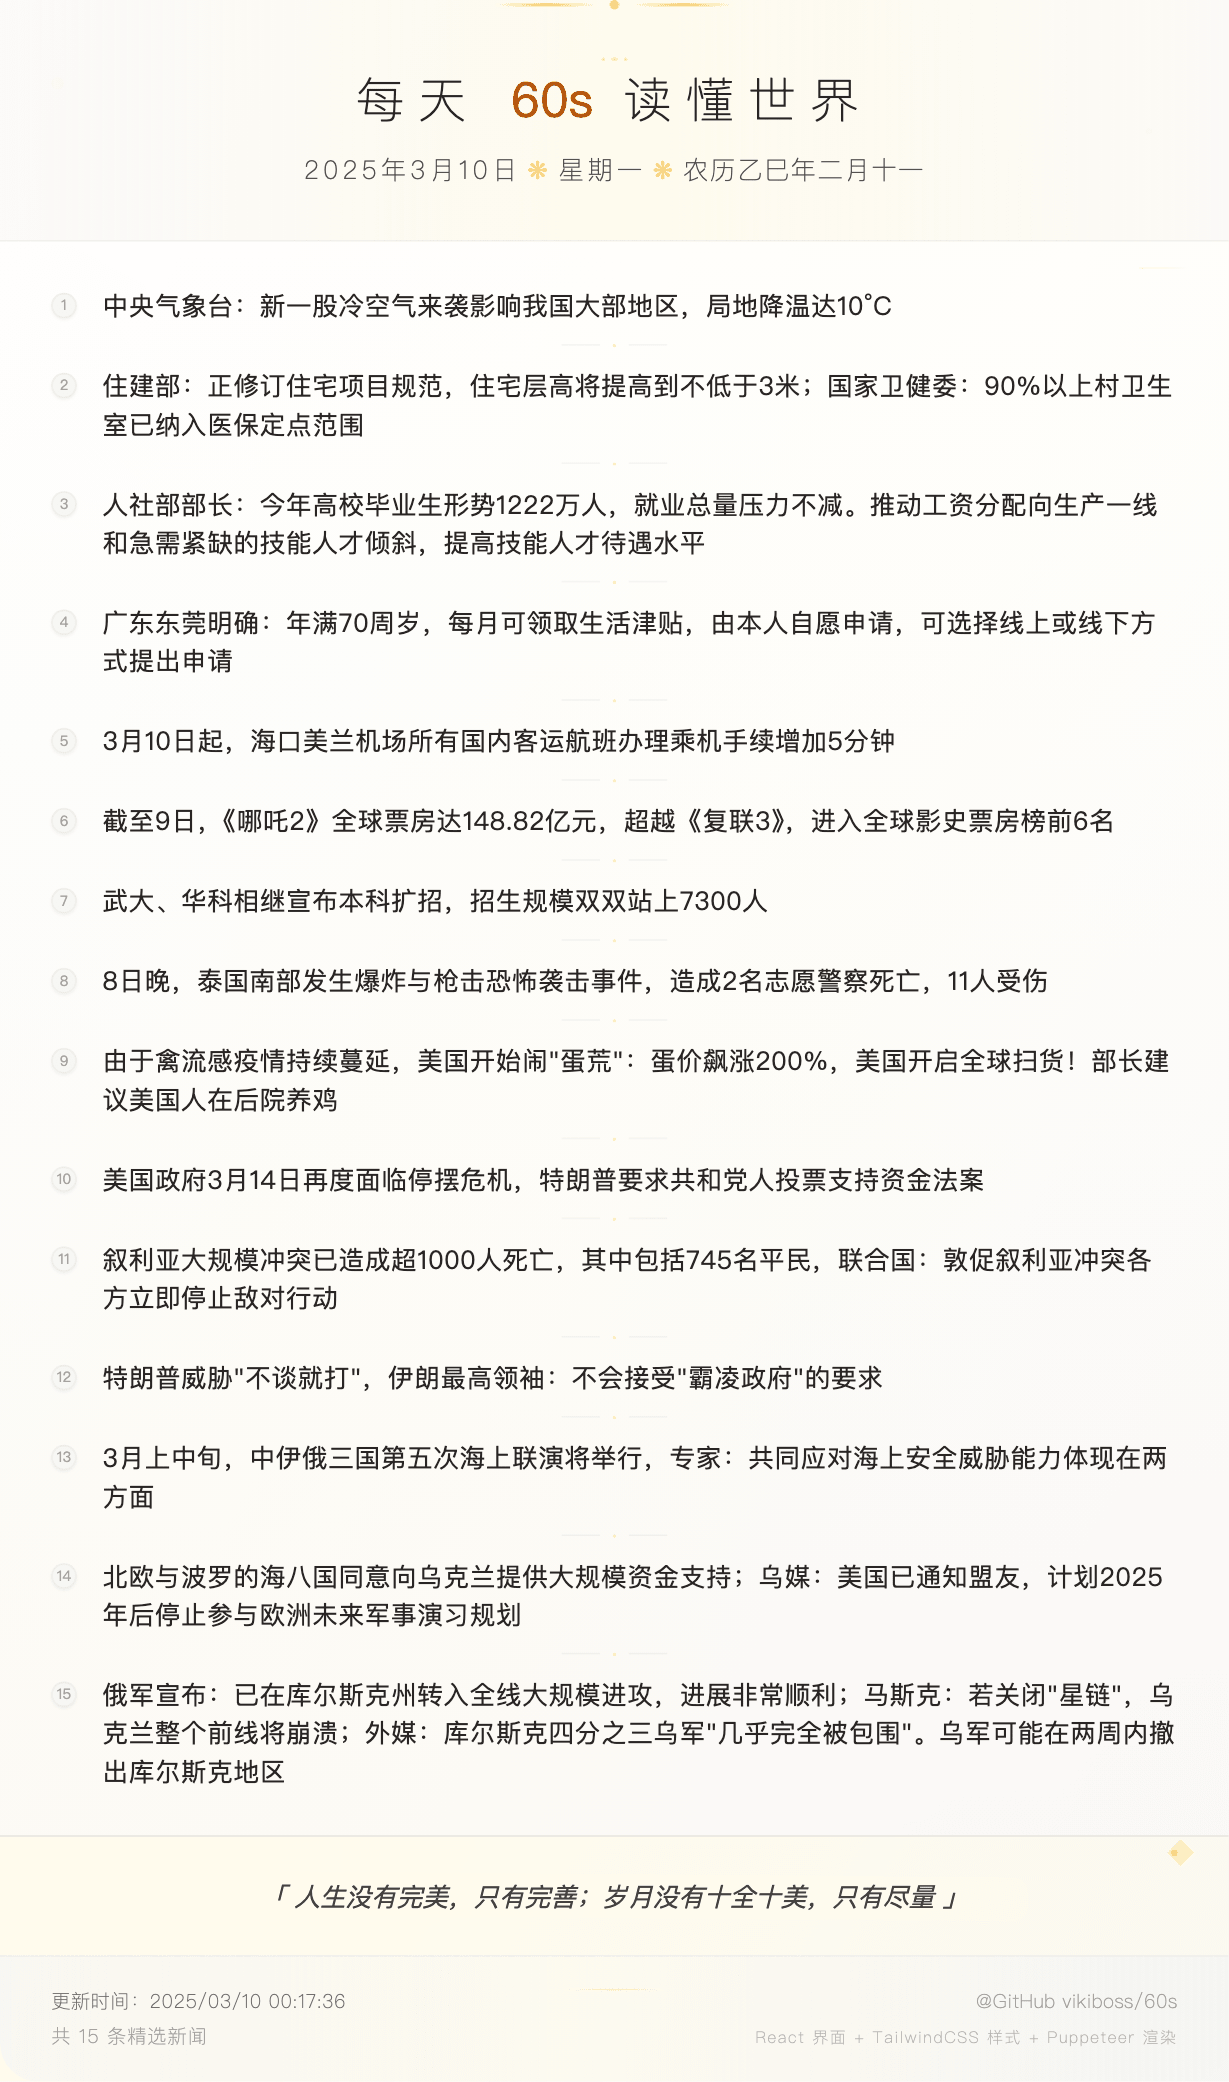 每天 60s 读懂世界
2025年3月10日 ❋ 星期一 ❋ 农历乙巳年二月十一
1 中央气象台：新一股冷空气来袭影响我国大部地区，局地降温达10℃
2 住建部：正修订住宅项目规范，住宅层高将提高到不低于3米；国家卫健委：90%以上村卫生
室已纳入医保定点范围
3 人社部部长：今年高校毕业生形势1222万人，就业总量压力不减。推动工资分配向生产一线
和急需紧缺的技能人才倾斜，提高技能人才待遇水平
4 广东东莞明确：年满70周岁，每月可领取生活津贴，由本人自愿申请，可选择线上或线下方
式提出申请
5 3月10日起，海口美兰机场所有国内客运航班办理乘机手续增加5分钟
6 截至9日，《哪吒2》全球票房达148.82亿元，超越《复联3》，进入全球影史票房榜前6名
7 武大、华科相继宣布本科扩招，招生规模双双站上7300人
8 8日晚，泰国南部发生爆炸与枪击恐怖袭击事件，造成2名志愿警察死亡，11人受伤
9 由于禽流感疫情持续蔓延，美国开始闹"蛋荒"：蛋价飙涨200%，美国开启全球扫货！部长建
议美国人在后院养鸡
10 美国政府3月14日再度面临停摆危机，特朗普要求共和党人投票支持资金法案
11 叙利亚大规模冲突已造成超1000人死亡，其中包括745名平民，联合国：敦促叙利亚冲突各
方立即停止敌对行动
12 特朗普威胁"不谈就打"，伊朗最高领袖：不会接受"霸凌政府"的要求
13 3月上中旬，中伊俄三国第五次海上联演将举行，专家：共同应对海上安全威胁能力体现在两
方面
14 北欧与波罗的海八国同意向乌克兰提供大规模资金支持；乌媒：美国已通知盟友，计划2025
年后停止参与欧洲未来军事演习规划
15 俄军宣布：已在库尔斯克州转入全线大规模进攻，进展非常顺利；马斯克：若关闭"星链"，乌
克兰整个前线将崩溃；外媒：库尔斯克四分之三乌军"几乎完全被包围"。乌军可能在两周内撤
出库尔斯克地区
「 人生没有完美，只有完善；岁月没有十全十美，只有尽量 」
更新时间：2025/03/10 00:17:36
@GitHub vikiboss/60s
共 15 条精选新闻
React 界面 + TailwindCSS 样式 + Puppeteer 渲染